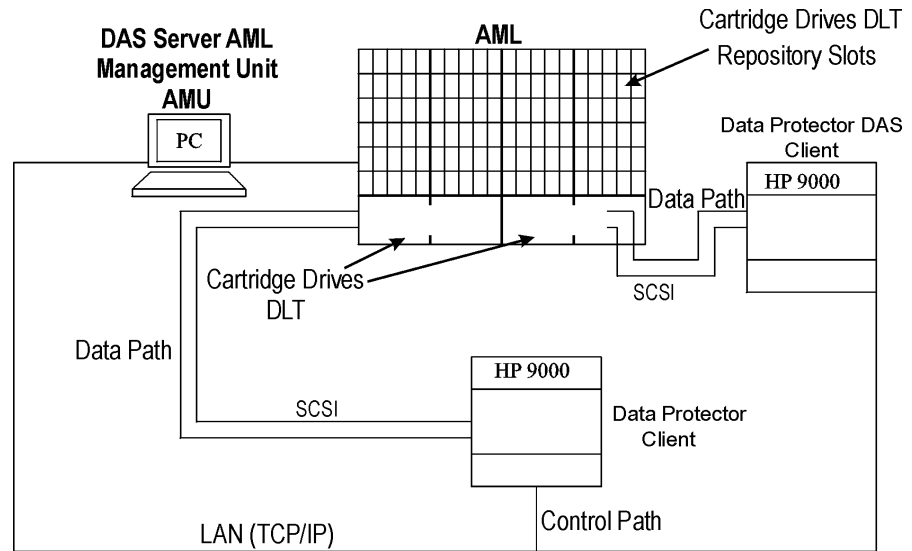 DAS Server AML
Management Unit
AMU
PC
AML
Cartridge Drives DLT
Repository Slots
Data Protector DAS
Client
HP 9000
Data Path
SCSI
Cartridge Drives
DLT
Data Path
SCSI
HP 9000
Data Protector
Client
Control Path
LAN (TCP/IP)